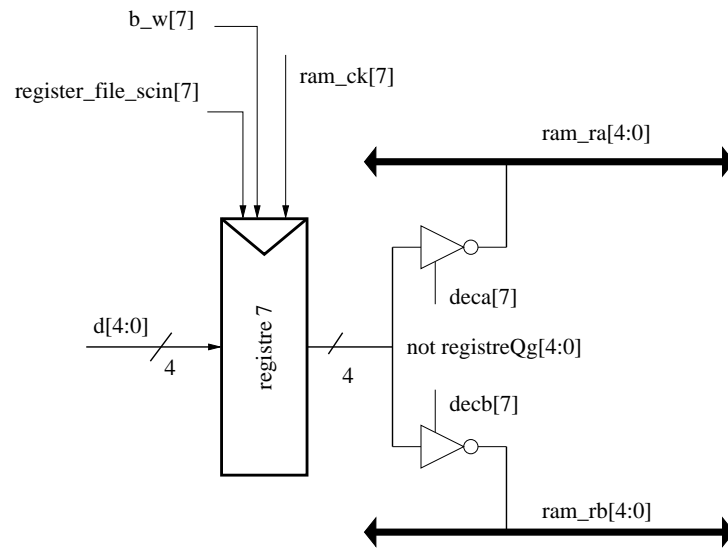 b_w[7]
ram_ck[7]
register_file_scin[7]
ram_ra[4:0]
deca[7]
d[4:0]
4
registre 7
4
not registreQg[4:0]
decb[7]
ram_rb[4:0]